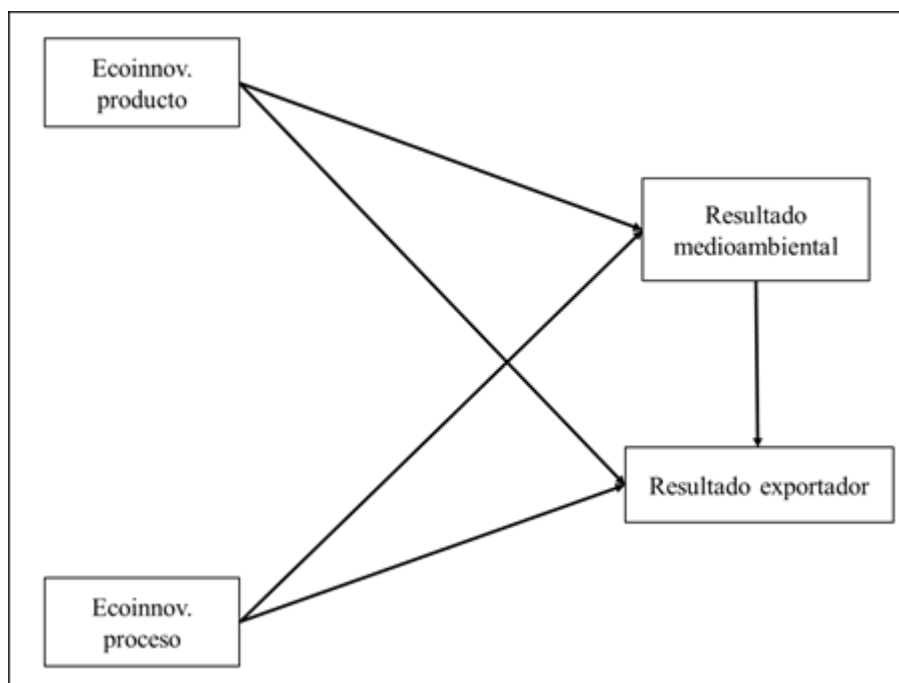 Ecoinnov.
producto
Resultado
medioambiental
Resultado exportador
Ecoinnov.
proceso